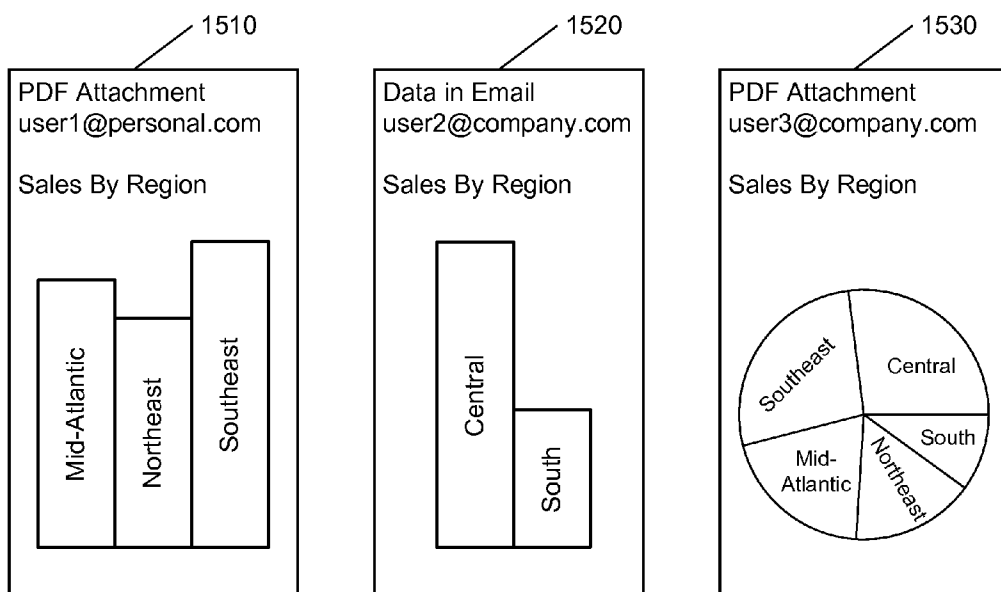 1510
PDF Attachment
user1@personal.com
Sales By Region
Mid-Atlantic
Northeast
Southeast
1520
Data in Email
user2@company.com
Sales By Region
Central
South
1530
PDF Attachment
user3@company.com
Sales By Region
Southeast
Central
South
Mid-
Atlantic
Northeast